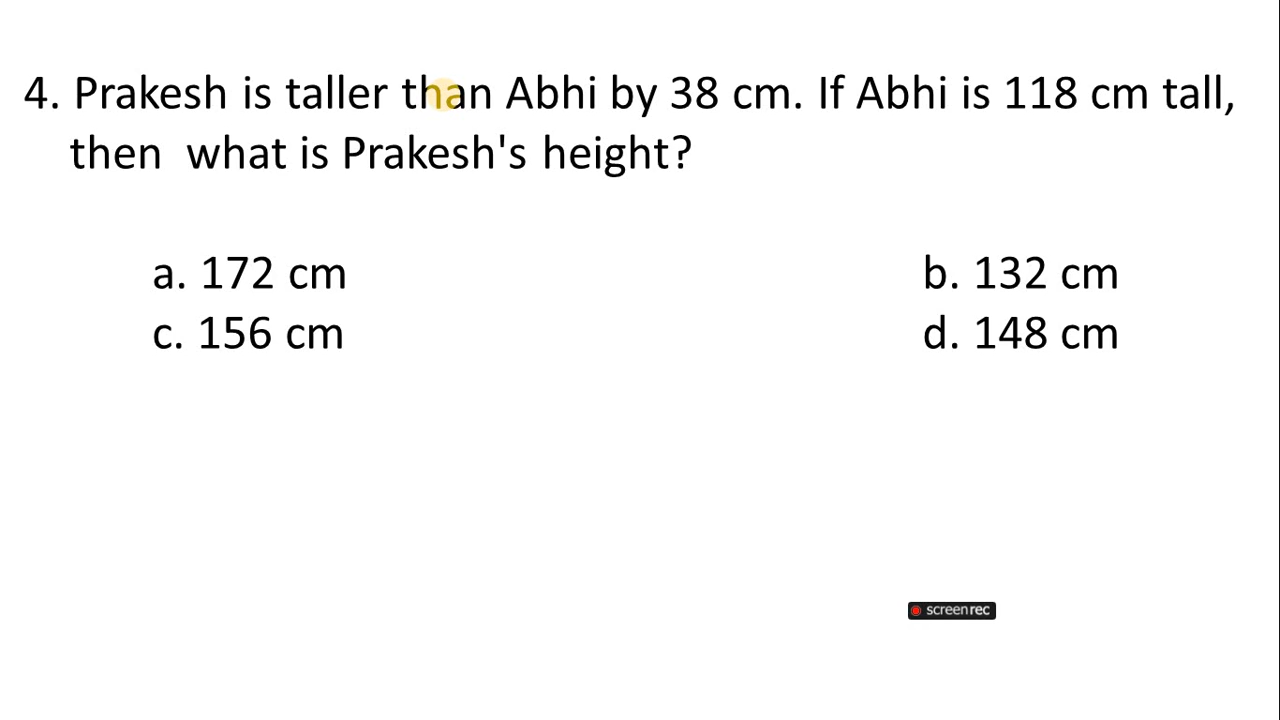 4. Prakesh is taller than Abhi by 38 cm. If Abhi is 118 cm tall,
then what is Prakesh's height?
a. 172 cm
b. 132 cm
c. 156 cm
d. 148 cm
screenrec